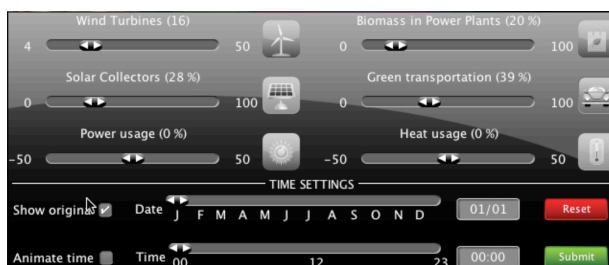 Wind Turbines (16) Biomass in Power Plants (20 %)
4 50 0 100
Solar Collectors (28 %) Green transportation (39 %)
0 100 0 100
Power usage (0 %) Heat usage (0 %)
-50 50 -50 50
TIME SETTINGS
Show original Date J F M A M J J A S O N D 01/01 Reset
Animate time Time 00 12 23 00:00 Submit